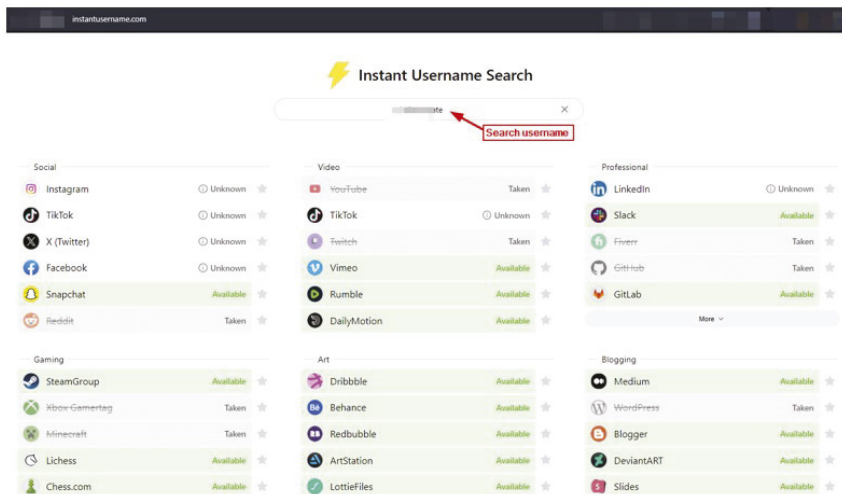 instantusername.com
Instant Username Search
Search username
Social
Instagram Unknown
TikTok Unknown
X (Twitter) Unknown
Facebook Unknown
Snapchat Available
Reddit Taken
Video
YouTube Taken
TikTok Unknown
Twitch Taken
Vimeo Available
Rumble Available
DailyMotion Available
Professional
LinkedIn Unknown
Slack Available
Fiverr Taken
GitHub Taken
GitLab Available
More
Gaming
SteamGroup Available
Xbox Gamertag Taken
Minecraft Taken
Lichess Available
Chess.com Available
Art
Dribbble Available
Behance Available
Redbubble Available
ArtStation Available
LottieFiles Available
Blogging
Medium Available
WordPress Taken
Blogger Available
DeviantART Available
Slides Available